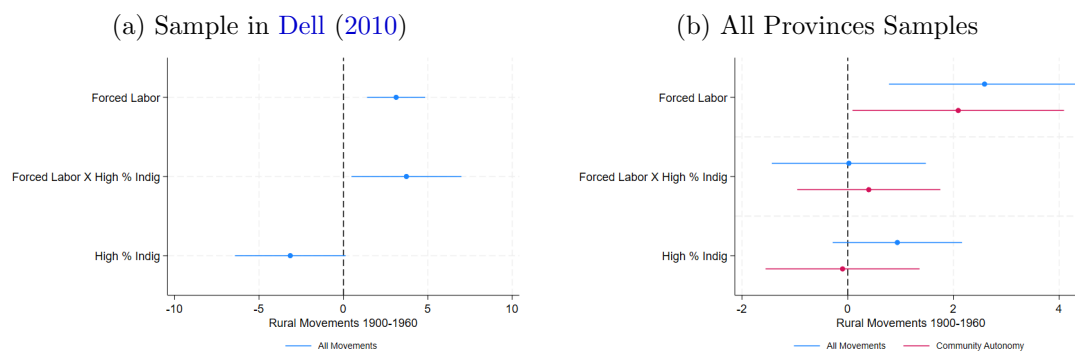 (a) Sample in Dell (2010)
Forced Labor
Forced Labor X High % Indig
High % Indig
-10 -5 0 5 10
Rural Movements 1900-1960
All Movements
(b) All Provinces Samples
Forced Labor
Forced Labor X High % Indig
High % Indig
-2 0 2 4
Rural Movements 1900-1960
All Movements Community Autonomy